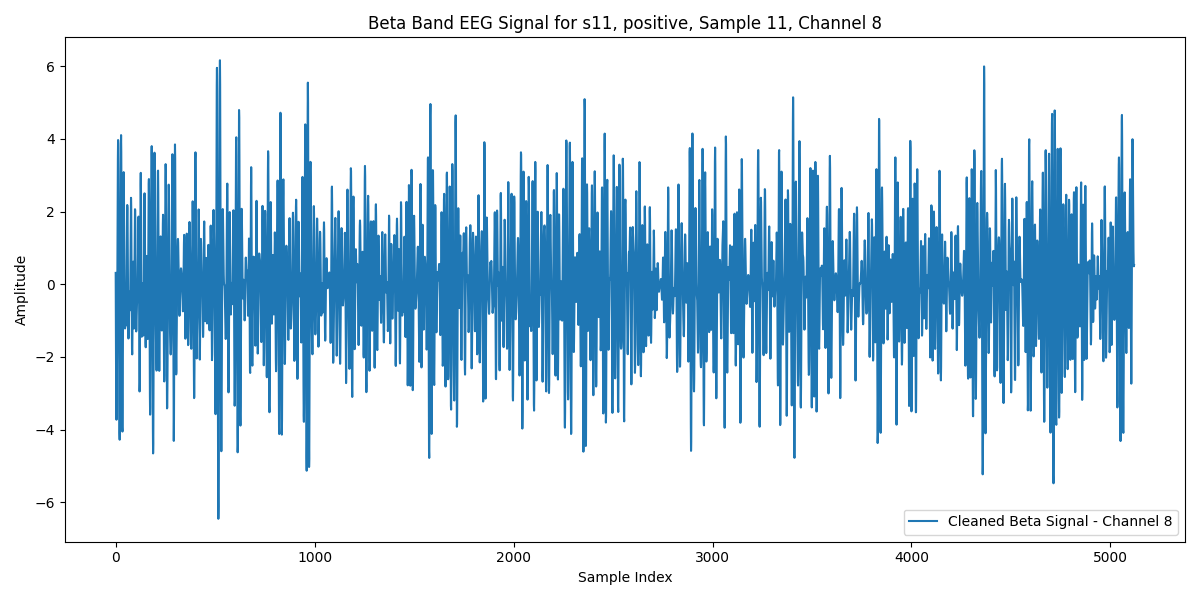 Beta Band EEG Signal for s11, positive, Sample 11, Channel 8
6
4
2
0
−2
−4
−6
Amplitude
0 1000 2000 3000 4000 5000
Sample Index
Cleaned Beta Signal - Channel 8